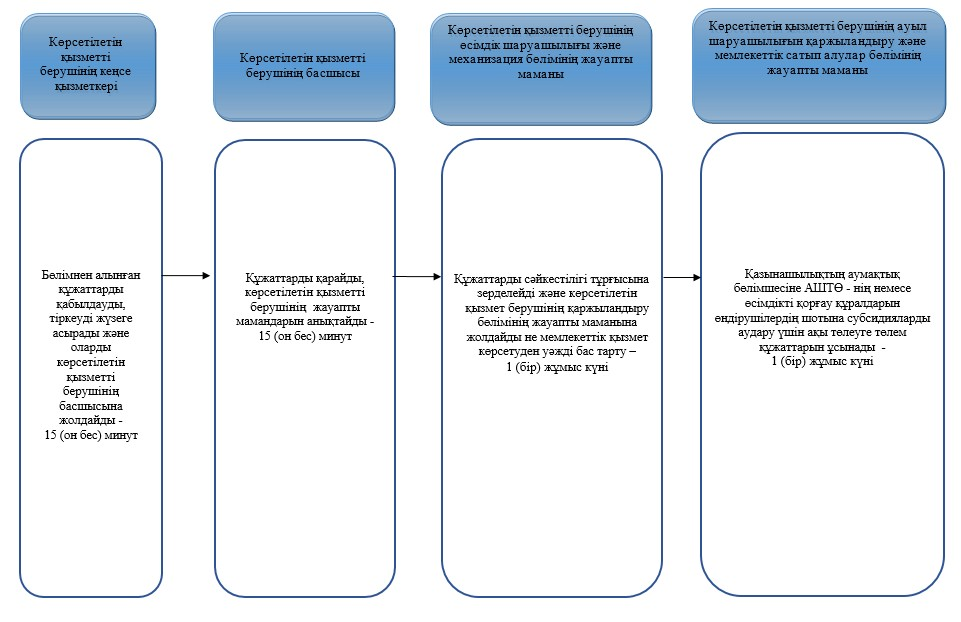 Көрсетілетін
қызметті
берушінің кеңсе
қызметкері
Көрсетілетін қызметті
берушінің басшысы
Көрсетілетін қызметті берушінің
өсімдік шаруашылығы және
механизация бөлімінің жауапты
маманы
Көрсетілетін қызметті берушінің ауыл
шаруашылығын қаржыландыру және
мемлекеттік сатып алулар бөлімінің
жауапты маманы
Бөлімнен алынған
құжаттарды
қабылдауды,
тіркеуді жүзеге
асырады және
оларды
көрсетілетін
қызметті
берушінің
басшысына
жолдайды -
15 (он бес) минут
Құжаттарды қарайды,
көрсетілетін қызметті
берушінің жауапты
мамандарын анықтайды -
15 (он бес) минут
Құжаттарды сәйкестілігі тұрғысына
зерделейді және көрсетілетін
қызмет берушінің қаржыландыру
бөлімінің жауапты маманына
жолдайды не мемлекеттік қызмет
көрсетуден уәжді бас тарту –
1 (бір) жұмыс күні
Қазынашылықтың аумақтық
бөлімшесіне АШТӨ - нің немесе
өсімдікті қорғау құралдарын
өндірушілердің шотына субсидияларды
аудару үшін ақы төлеуге төлем
құжаттарын ұсынады -
1 (бір) жұмыс күні